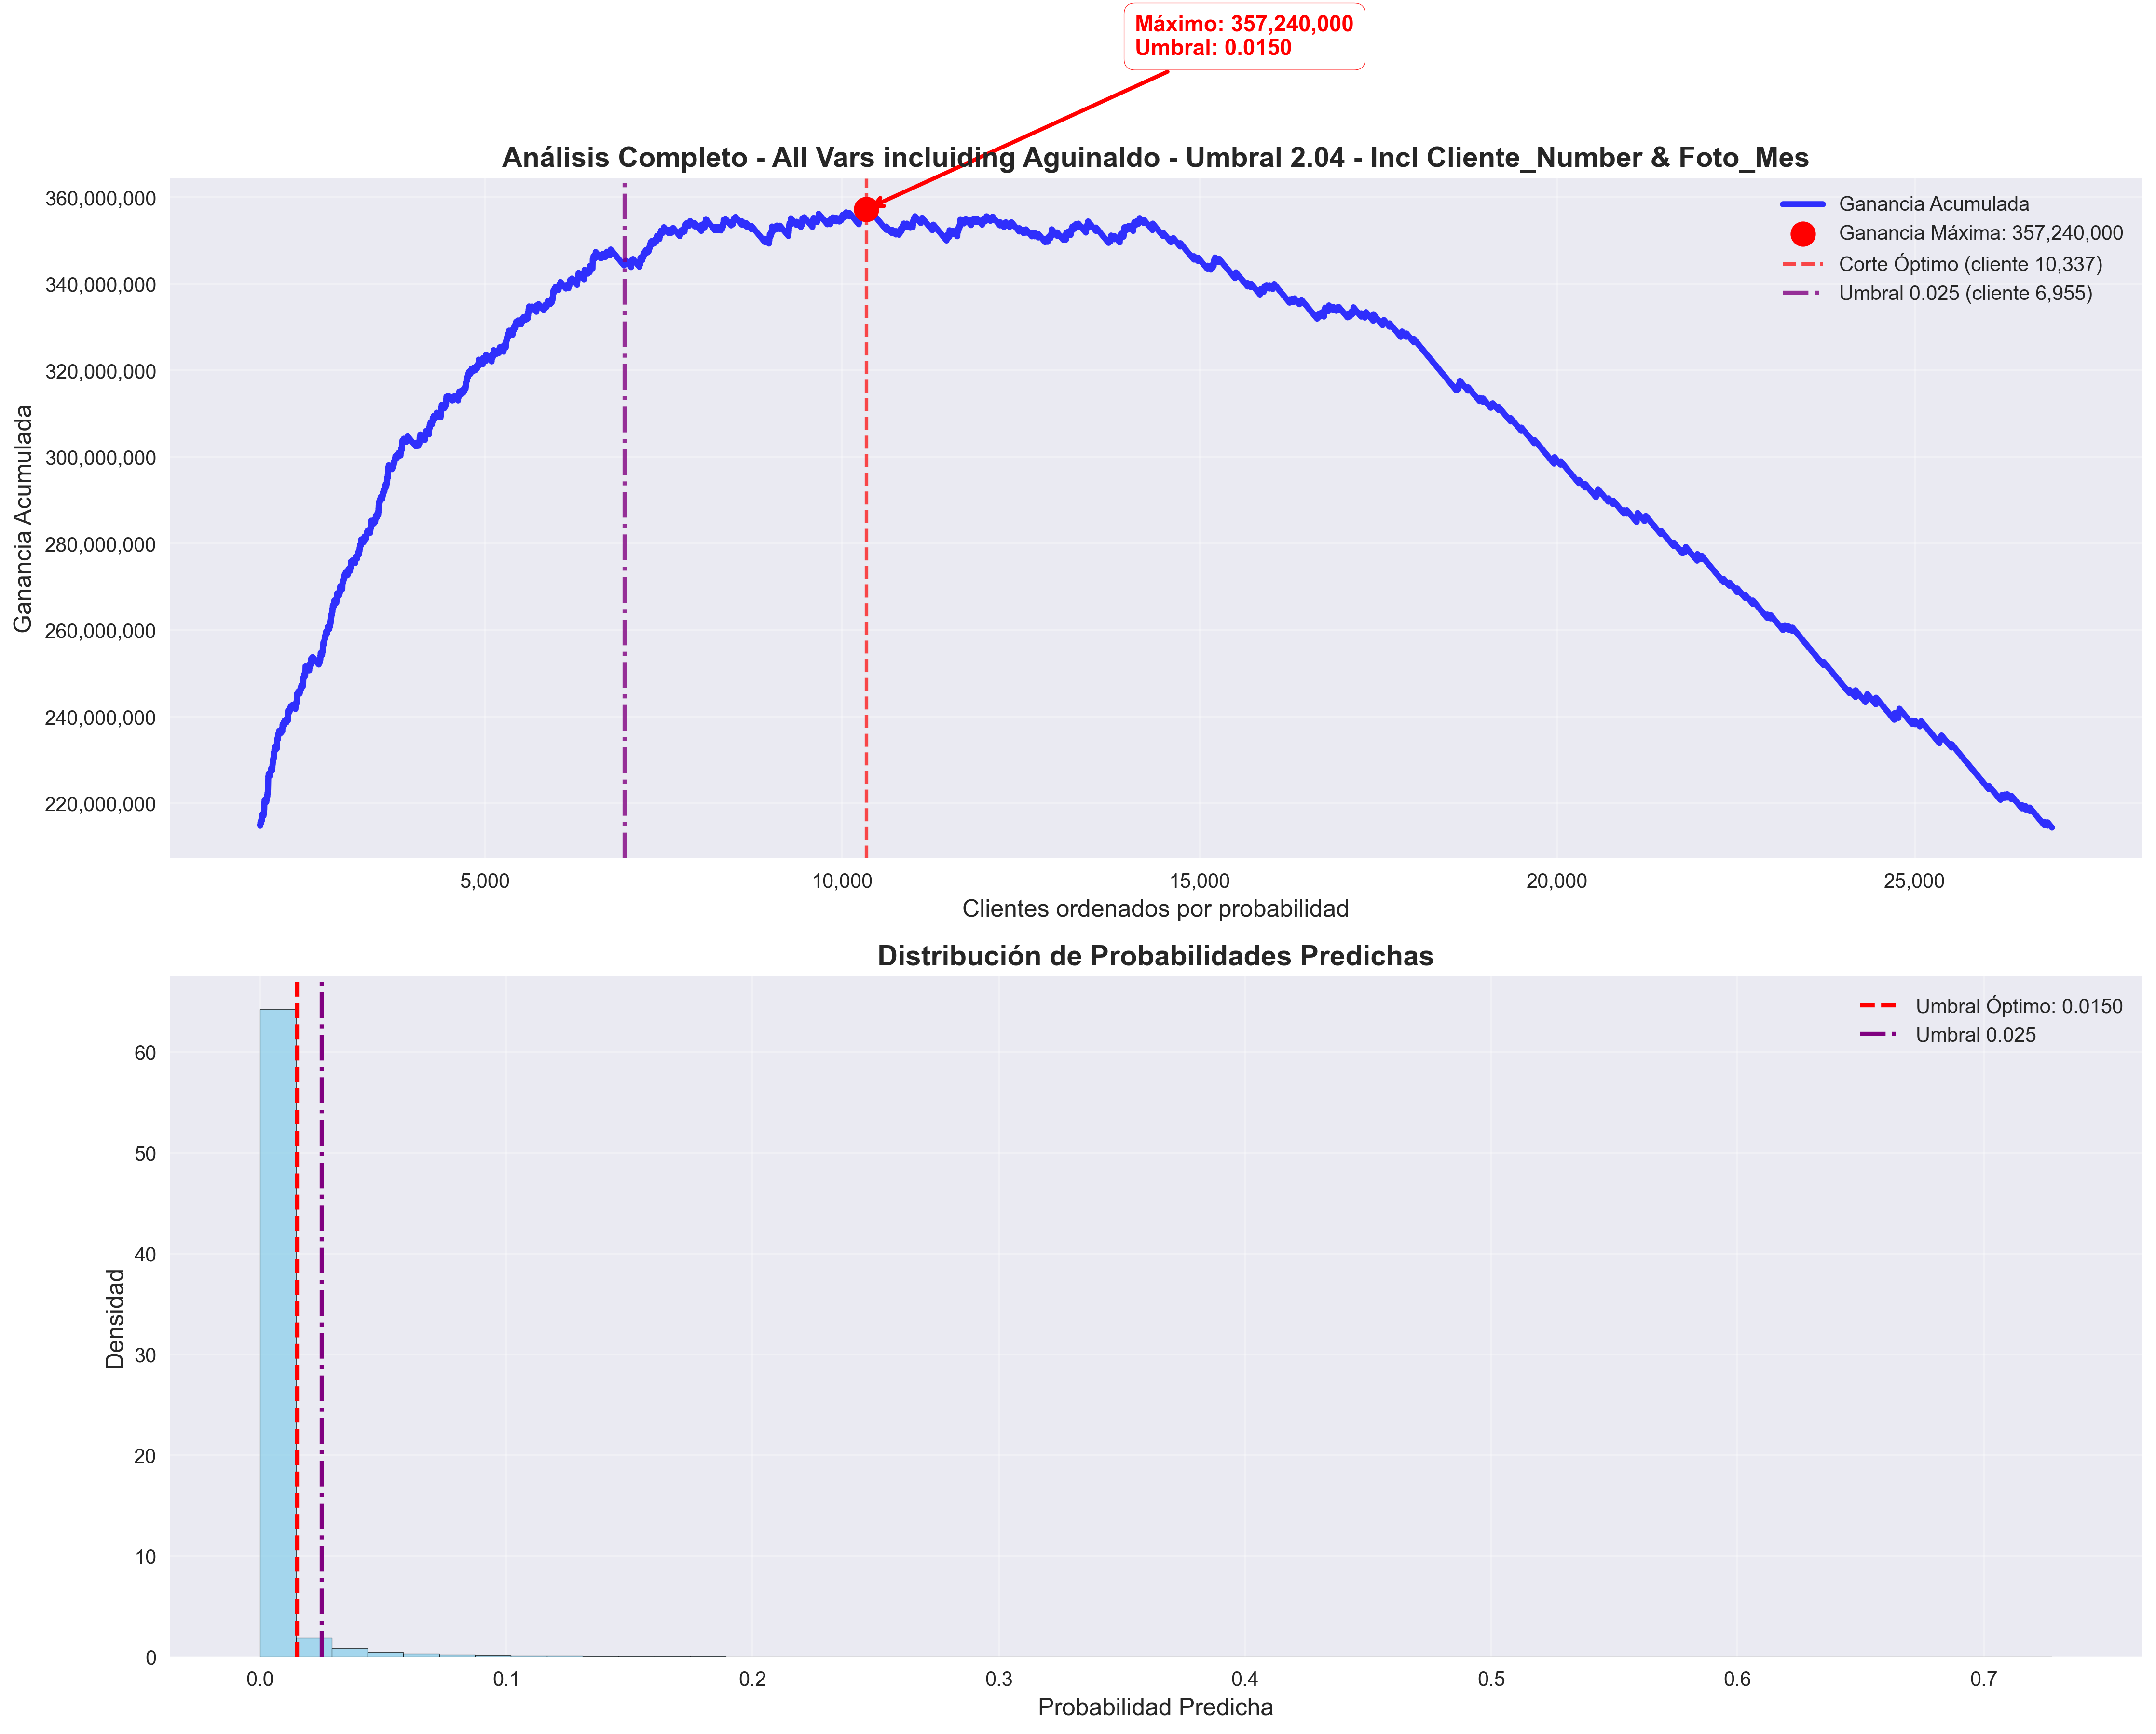 Máximo: 357,240,000
Umbral: 0.0150
Análisis Completo - All Vars incluiding Aguinaldo - Umbral 2.04 - Incl Cliente_Number & Foto_Mes
360,000,000
340,000,000
320,000,000
300,000,000
280,000,000
260,000,000
240,000,000
220,000,000
Ganancia Acumulada
Ganancia Acumulada
Ganancia Máxima: 357,240,000
Corte Óptimo (cliente 10,337)
Umbral 0.025 (cliente 6,955)
5,000 10,000 15,000 20,000 25,000
Clientes ordenados por probabilidad
Distribución de Probabilidades Predichas
Umbral Óptimo: 0.0150
Umbral 0.025
60
50
40
30
20
10
0
Densidad
0.0 0.1 0.2 0.3 0.4 0.5 0.6 0.7
Probabilidad Predicha